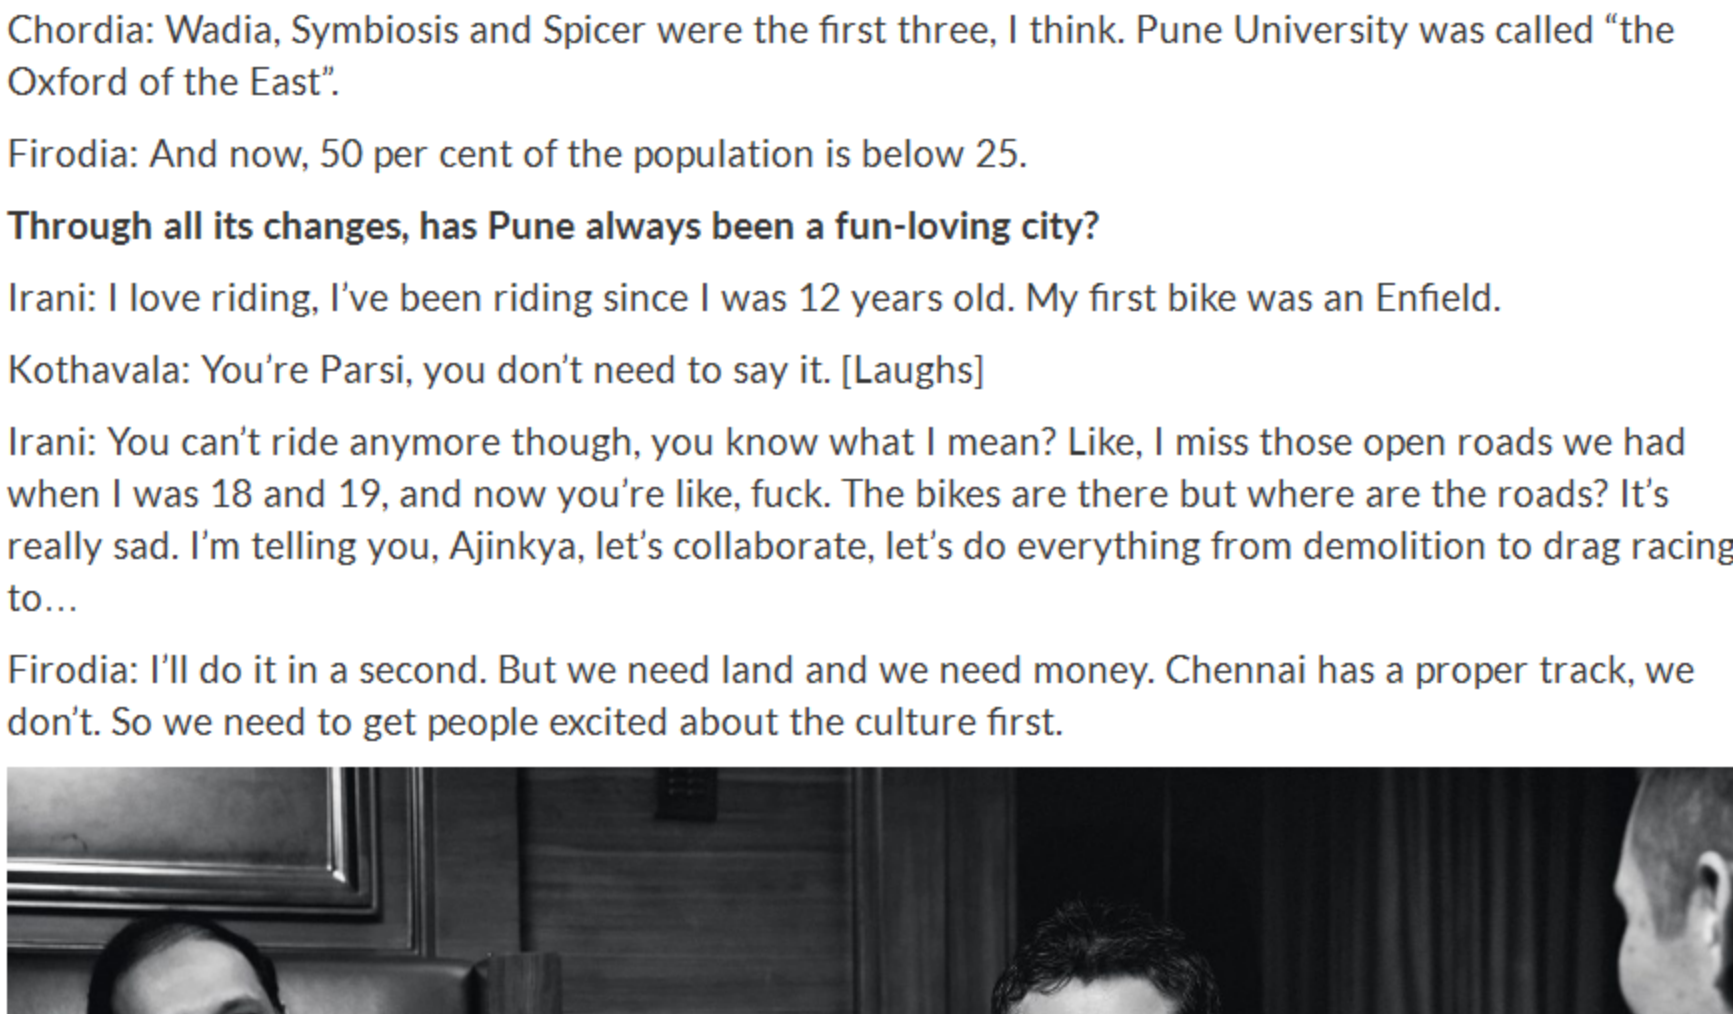 Chordia: Wadia, Symbiosis and Spicer were the first three, I think. Pune University was called “the
Oxford of the East”.
Firodia: And now, 50 per cent of the population is below 25.
Through all its changes, has Pune always been a fun-loving city?
Irani: I love riding, I’ve been riding since I was 12 years old. My first bike was an Enfield.
Kothavala: You’re Parsi, you don’t need to say it. [Laughs]
Irani: You can’t ride anymore though, you know what I mean? Like, I miss those open roads we had
when I was 18 and 19, and now you’re like, fuck. The bikes are there but where are the roads? It’s
really sad. I’m telling you, Ajinkya, let’s collaborate, let’s do everything from demolition to drag racing
to…
Firodia: I’ll do it in a second. But we need land and we need money. Chennai has a proper track, we
don’t. So we need to get people excited about the culture first.